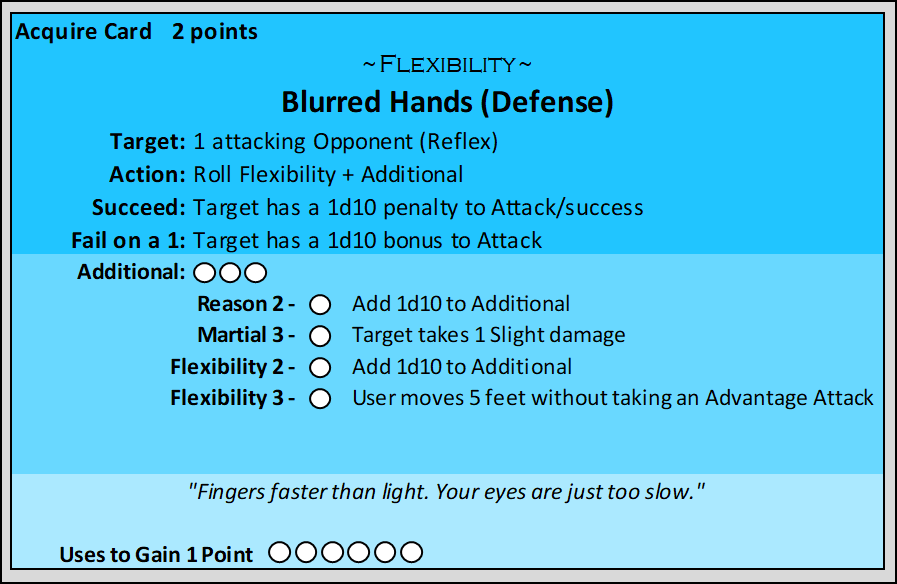 Acquire Card 2 points
~Flexibility~
Blurred Hands (Defense)
Target: 1 attacking Opponent (Reflex)
Action: Roll Flexibility + Additional
Succeed: Target has a 1d10 penalty to Attack/success
Fail on a 1: Target has a 1d10 bonus to Attack
Additional:
Reason 2 - Add 1d10 to Additional
Martial 3 - Target takes 1 Slight damage
Flexibility 2 - Add 1d10 to Additional
Flexibility 3 - User moves 5 feet without taking an Advantage Attack
"Fingers faster than light. Your eyes are just too slow."
Uses to Gain 1 Point